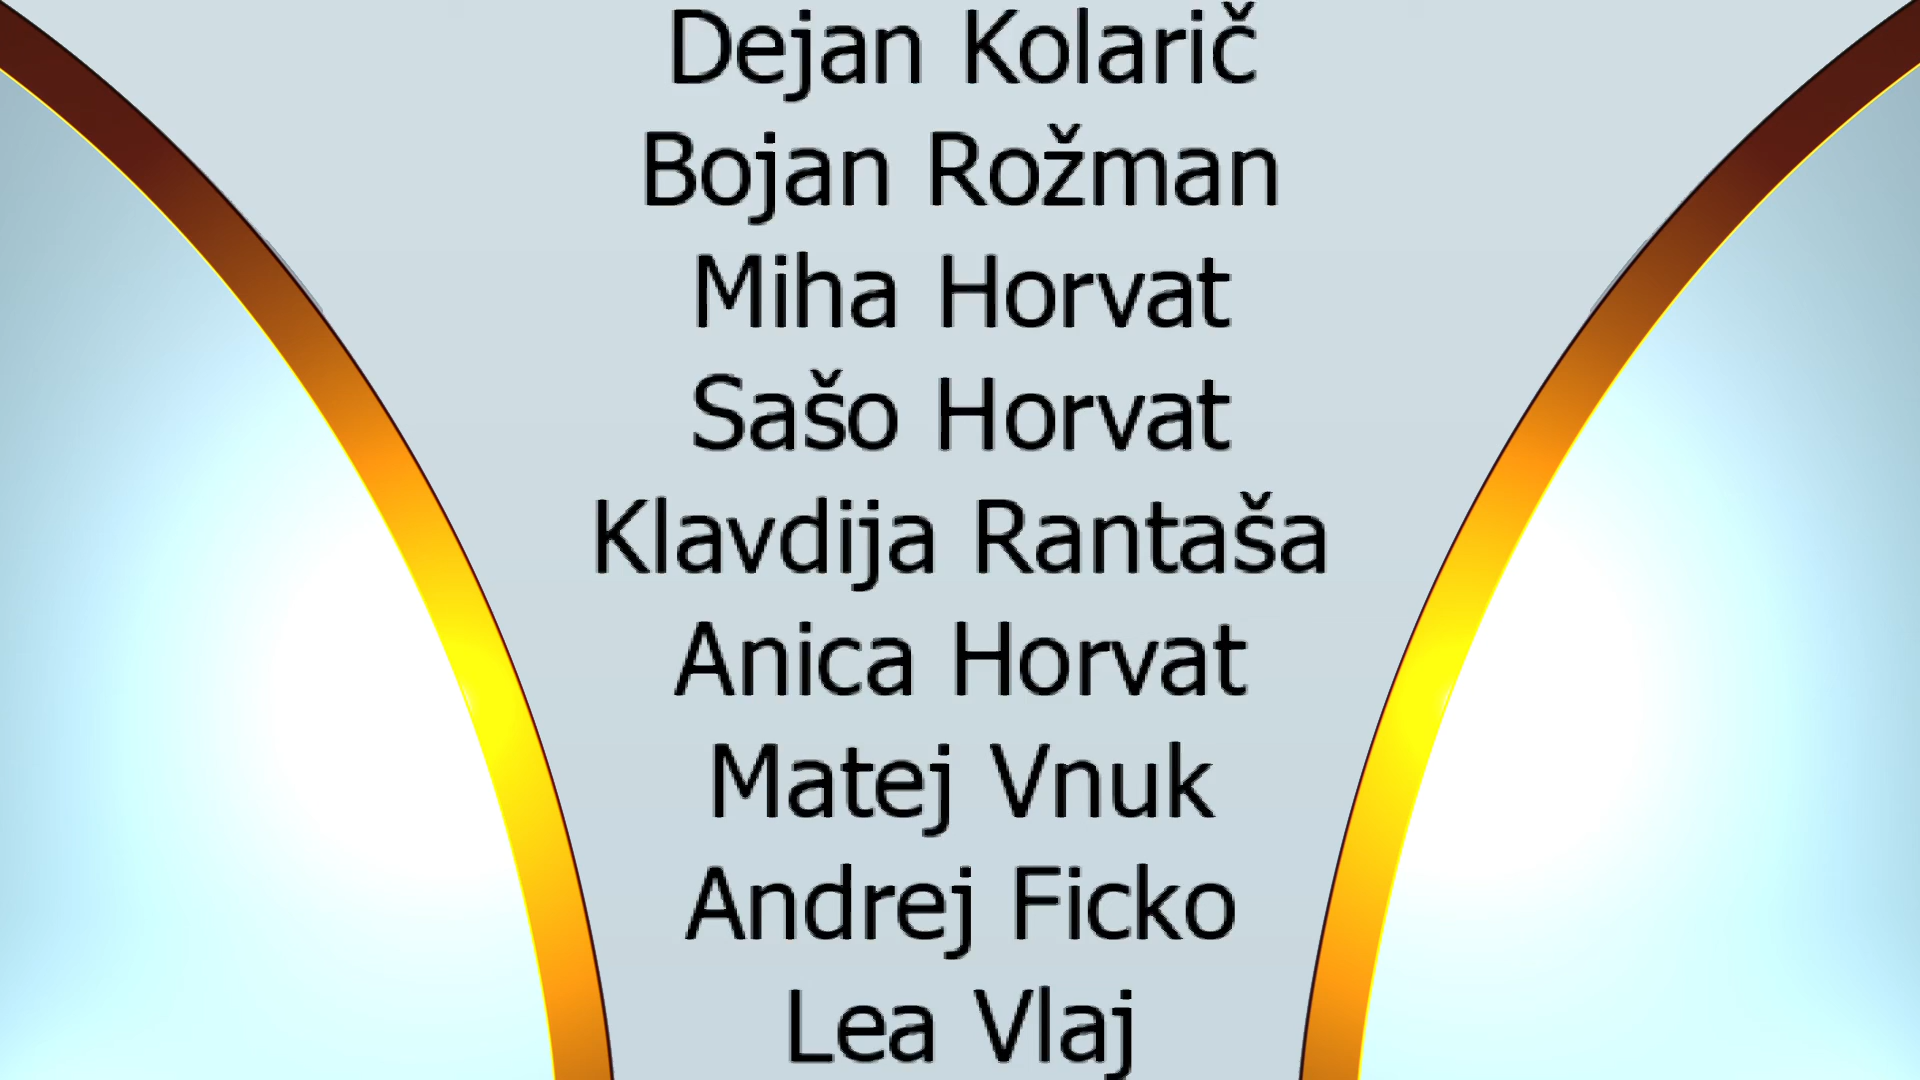 Dejan Kolarič
Bojan Rožman
Miha Horvat
Sašo Horvat
Klavdija Rantaša
Anica Horvat
Matej Vnuk
Andrej Ficko
Lea Vlaj